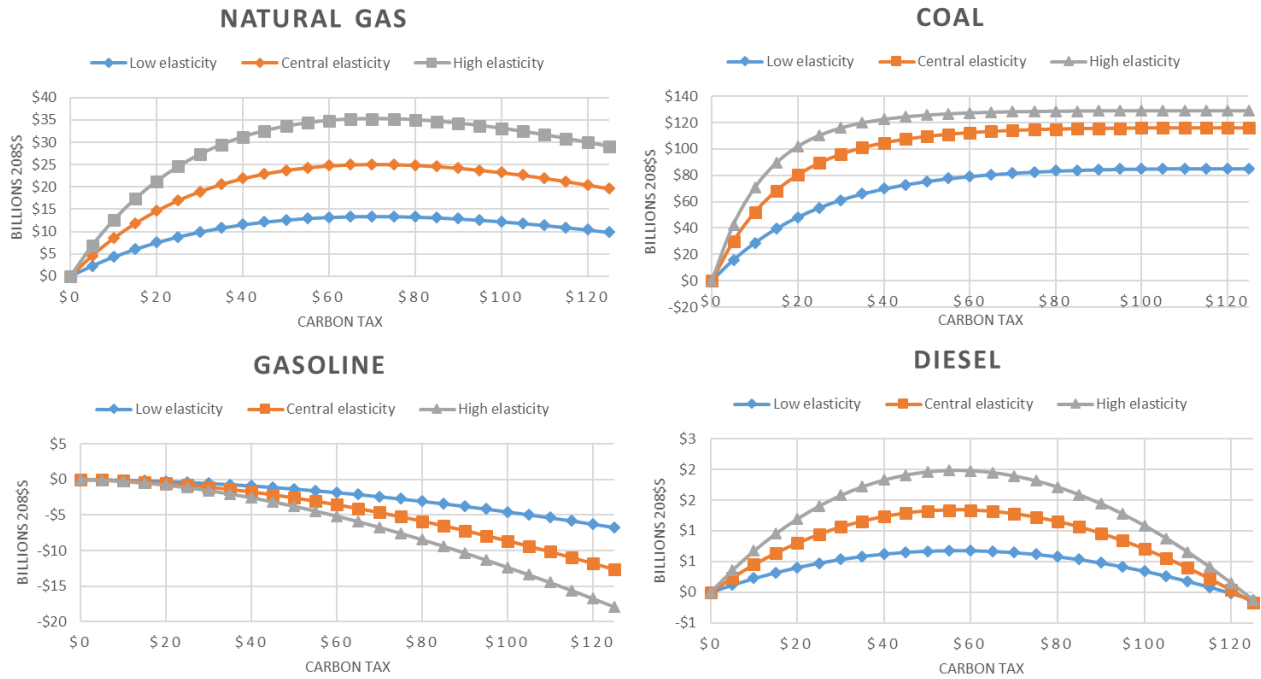 NATURAL GAS
Low elasticity Central elasticity High elasticity
$40
$35
$30
$25
$20
$15
$10
$5
$0
BILLIONS 208$$
$0 $20 $40 $60 $80 $100 $120
CARBON TAX
COAL
Low elasticity Central elasticity High elasticity
$140
$120
$100
$80
$60
$40
$20
$0
-$20
BILLIONS 208$$
$0 $20 $40 $60 $80 $100 $120
CARBON TAX
GASOLINE
Low elasticity Central elasticity High elasticity
$5
$0
-$5
-$10
-$15
-$20
BILLIONS 208$$
$0 $20 $40 $60 $80 $100 $120
CARBON TAX
DIESEL
Low elasticity Central elasticity High elasticity
$3
$2
$2
$1
$1
$0
-$1
BILLIONS 208$$
$0 $20 $40 $60 $80 $100 $120
CARBON TAX